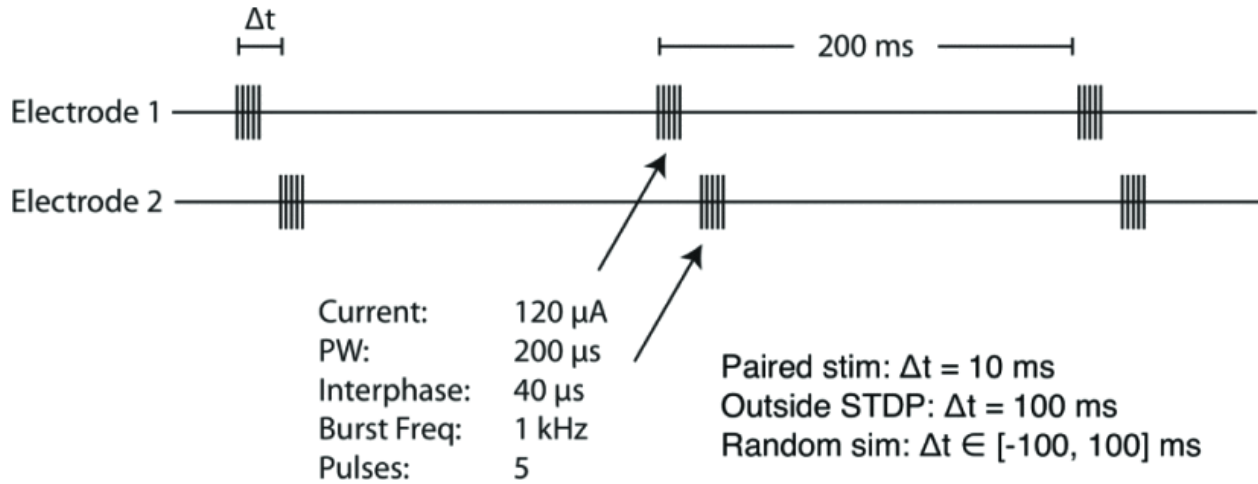 Δt
200 ms
Electrode 1
Electrode 2
Current: 120 μA
PW: 200 μs
Interphase: 40 μs
Burst Freq: 1 kHz
Pulses: 5
Paired stim: Δt = 10 ms
Outside STDP: Δt = 100 ms
Random sim: Δt ∈ [-100, 100] ms